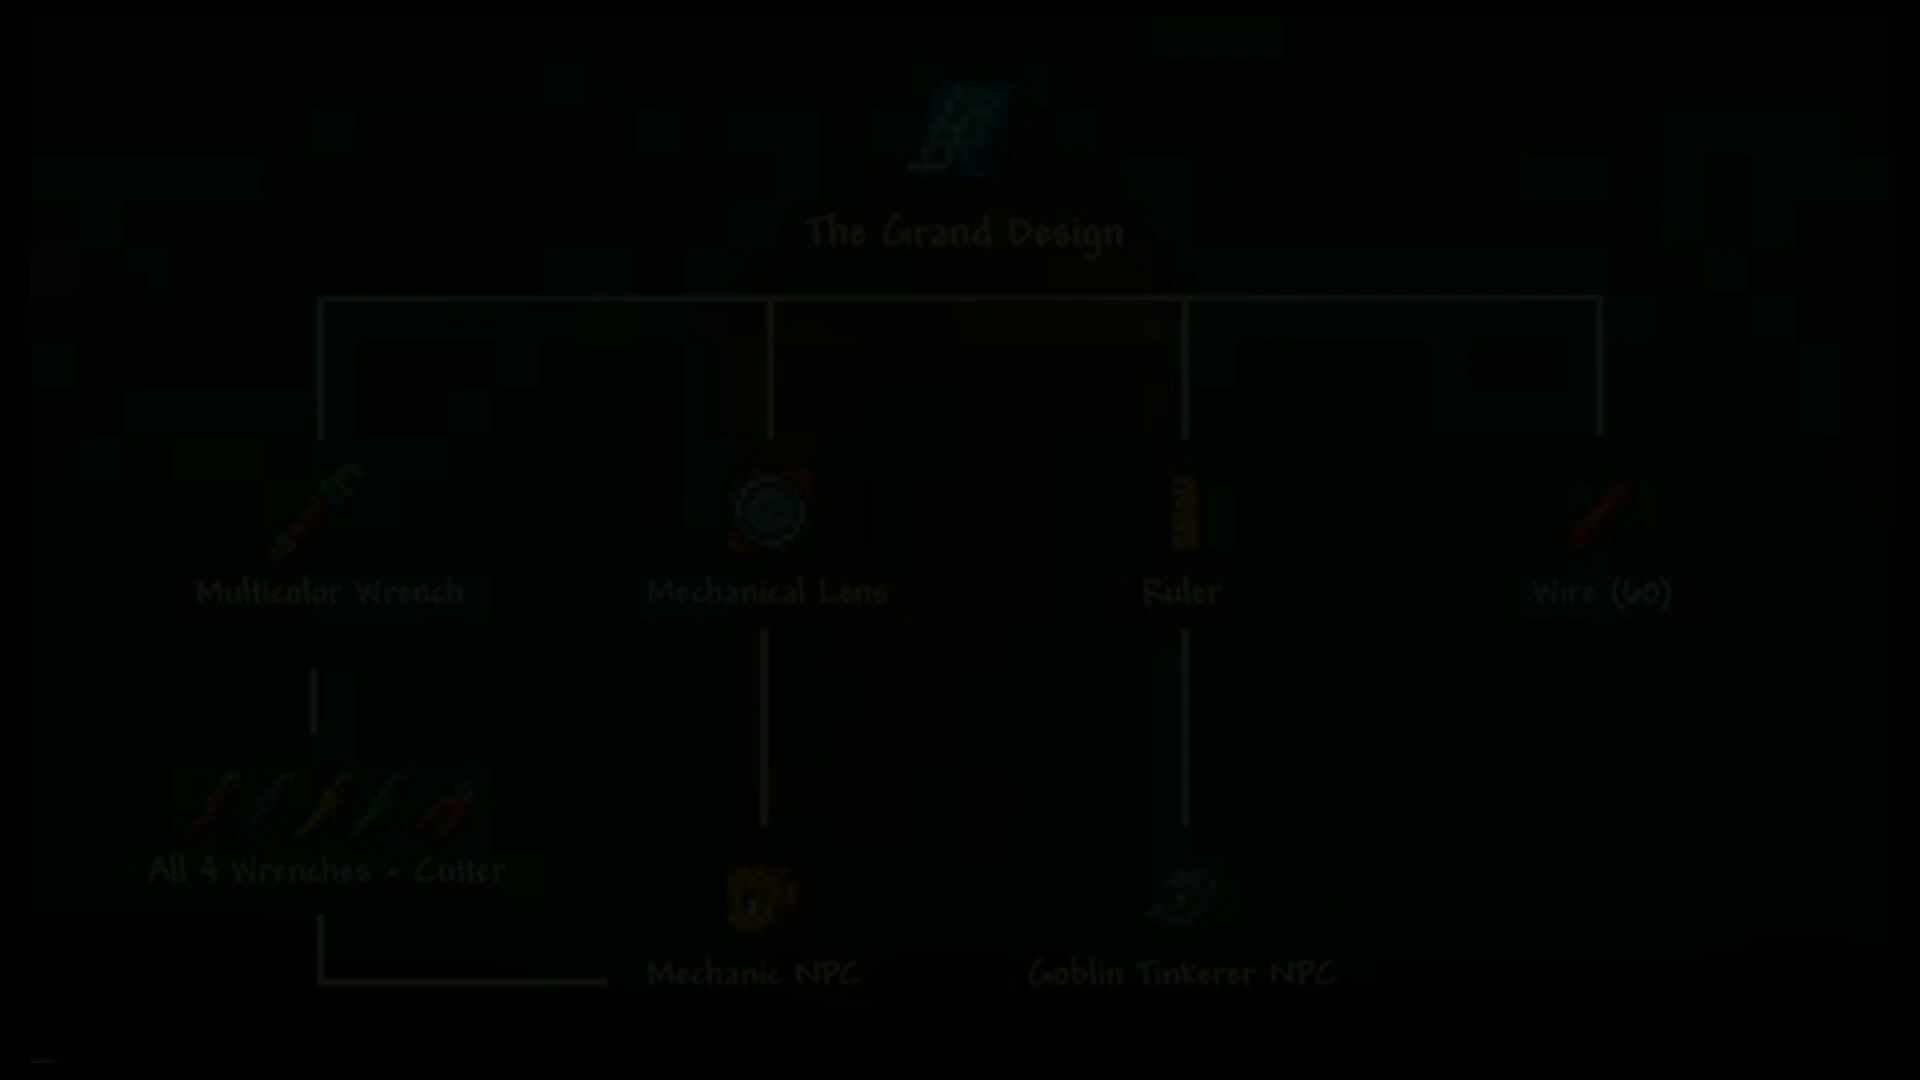 The Grand Design
Multicolor Wrench
Mechanical Lens
Ruler
Wire (60)
All 4 Wrenches + Cutter
Mechanic NPC
Goblin Tinkerer NPC